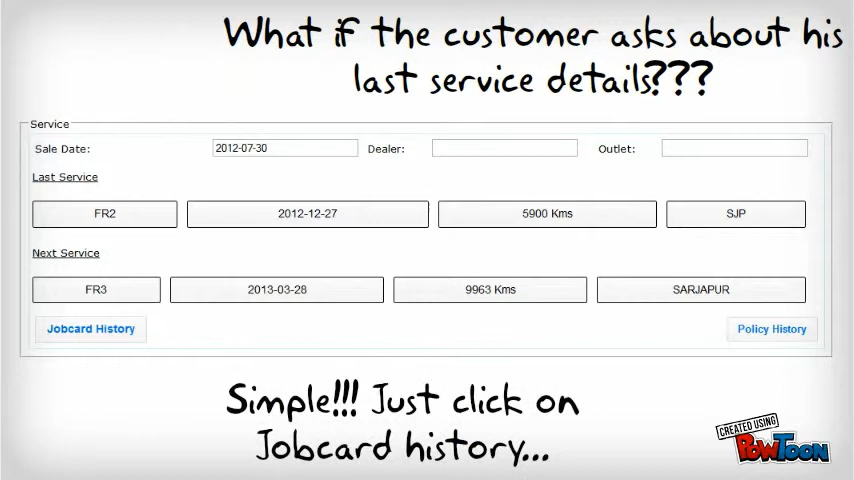 What if the customer asks about his
last service details???
Service
Sale Date: 2012-07-30 Dealer: Outlet:
Last Service
FR2 2012-12-27 5900 Kms SJP
Next Service
FR3 2013-03-28 9963 Kms SARJAPUR
Jobcard History Policy History
Simple!!! Just click on
Jobcard history...
CREATED USING
POWTOON